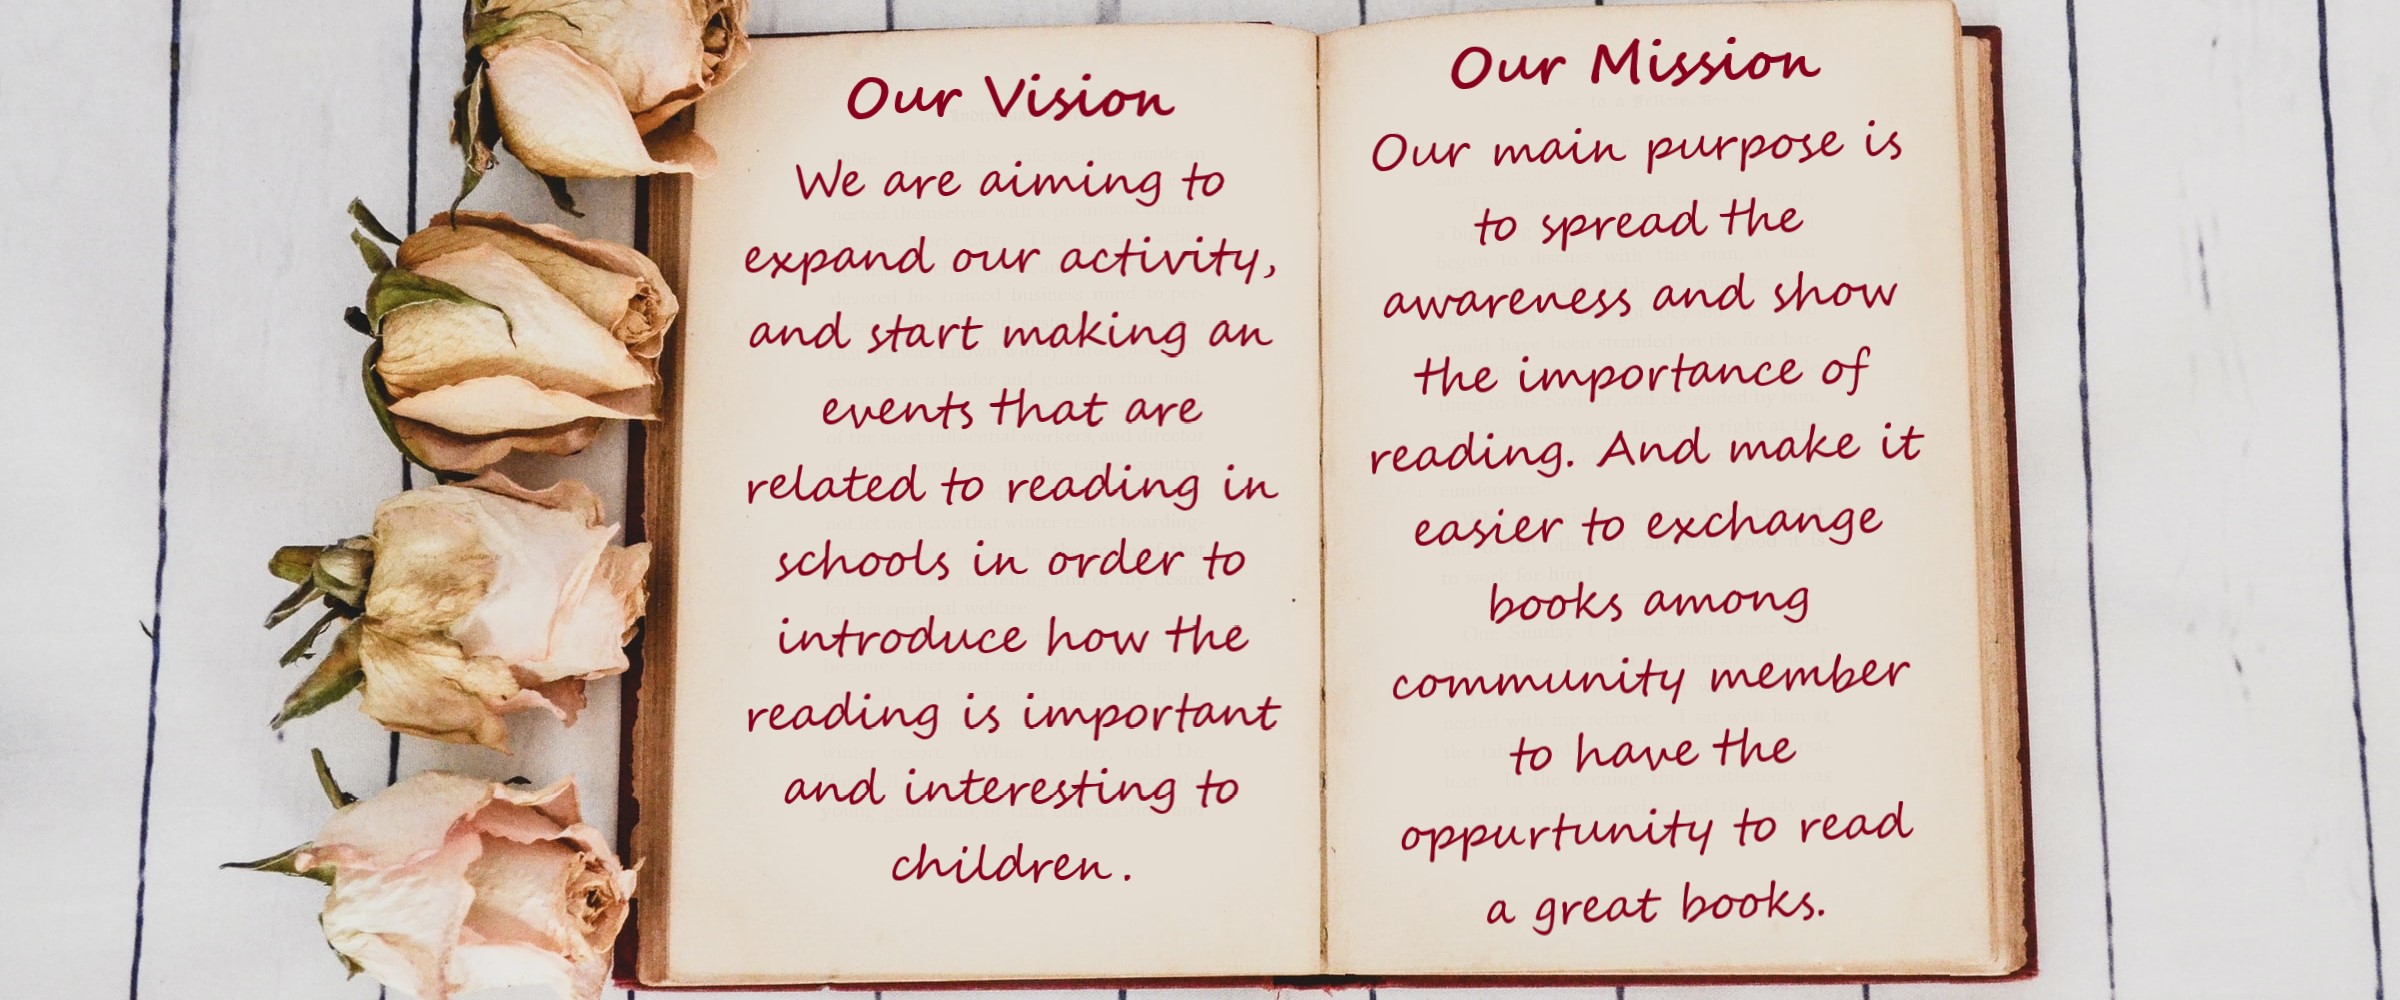 Our Vision
We are aiming to
expand our activity,
and start making an
events that are
related to reading in
schools in order to
introduce how the
reading is important
and interesting to
children.
Our Mission
Our main purpose is
to spread the
awareness and show
the importance of
reading. And make it
easier to exchange
books among
community member
to have the
oppurtunity to read
a great books.